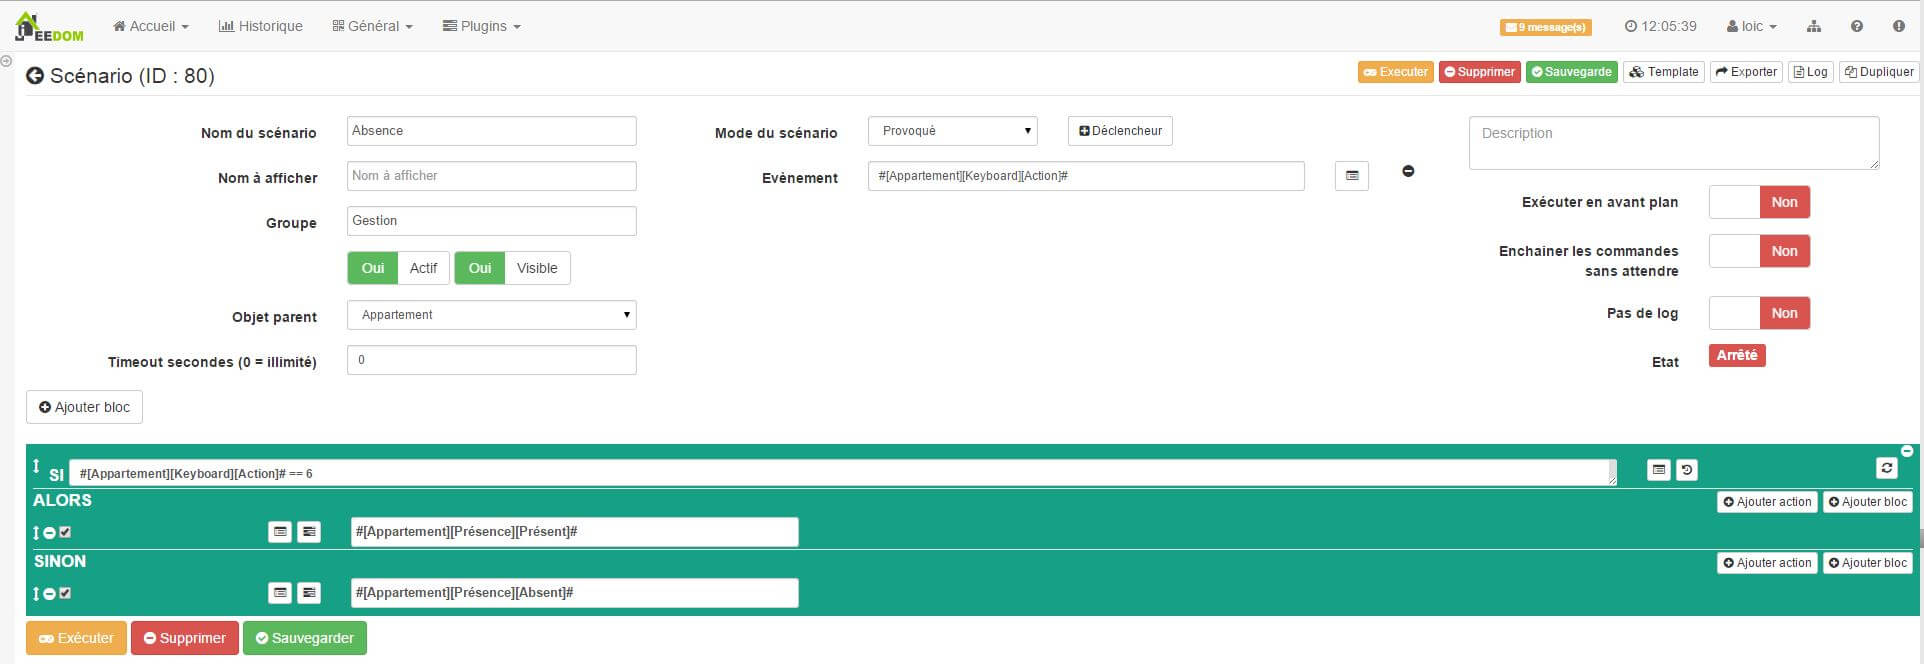 JEEDOM Accueil Historique Général Plugins 9 message(s) 12:05:39 loic
Scénario (ID : 80) Executer Supprimer Sauvegarde Template Exporter Log Dupliquer
Nom du scénario Absence Mode du scénario Provoqué Déclencheur Description
Nom à afficher Nom à afficher Evénement #[Appartement][Keyboard][Action]#
Exécuter en avant plan Non
Groupe Gestion
Enchaîner les commandes
sans attendre Non
Oui Actif Oui Visible
Objet parent Appartement Pas de log Non
Timeout secondes (0 = illimité) 0 Etat Arrêté
Ajouter bloc
SI #[Appartement][Keyboard][Action]# == 6
ALORS Ajouter action Ajouter bloc
#[Appartement][Présence][Présent]#
SINON Ajouter action Ajouter bloc
#[Appartement][Présence][Absent]#
Exécuter Supprimer Sauvegarder